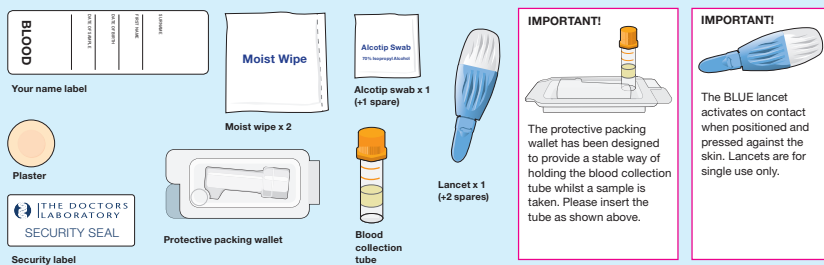 BLOOD
DATE OF SAMPLE
DATE OF BIRTH
FIRST NAME
SURNAME
Your name label
Moist Wipe
Moist wipe x 2
Alcotip Swab
70% Isopropyl Alcohol
Alcotip swab x 1
(+1 spare)
Lancet x 1
(+2 spares)
Plaster
THE DOCTORS
LABORATORY
SECURITY SEAL
Security label
Protective packing wallet
Blood
collection
tube
IMPORTANT!
The protective packing
wallet has been designed
to provide a stable way of
holding the blood collection
tube whilst a sample is
taken. Please insert the
tube as shown above.
IMPORTANT!
The BLUE lancet
activates on contact
when positioned and
pressed against the
skin. Lancets are for
single use only.